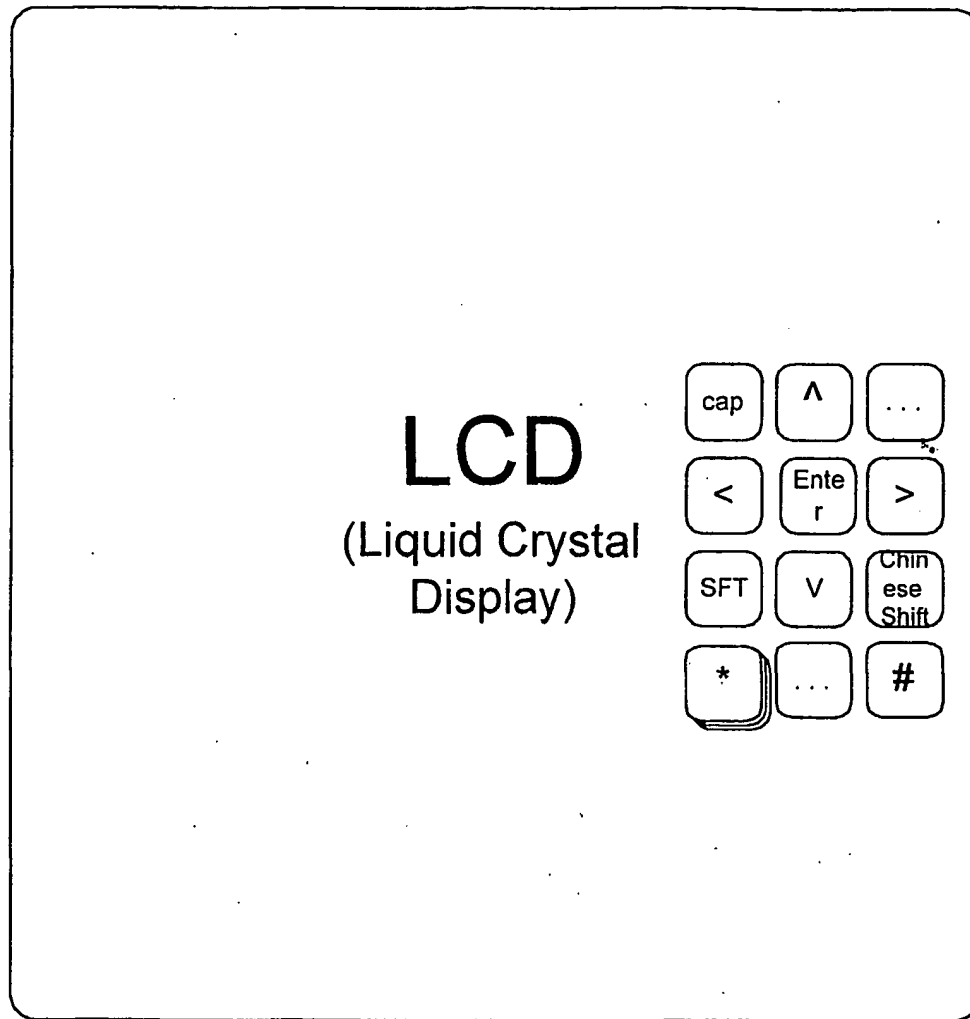 LCD
(Liquid Crystal
Display)
cap ^ ...
< Ente
r >
SFT V Chin
ese
Shift
* ... #